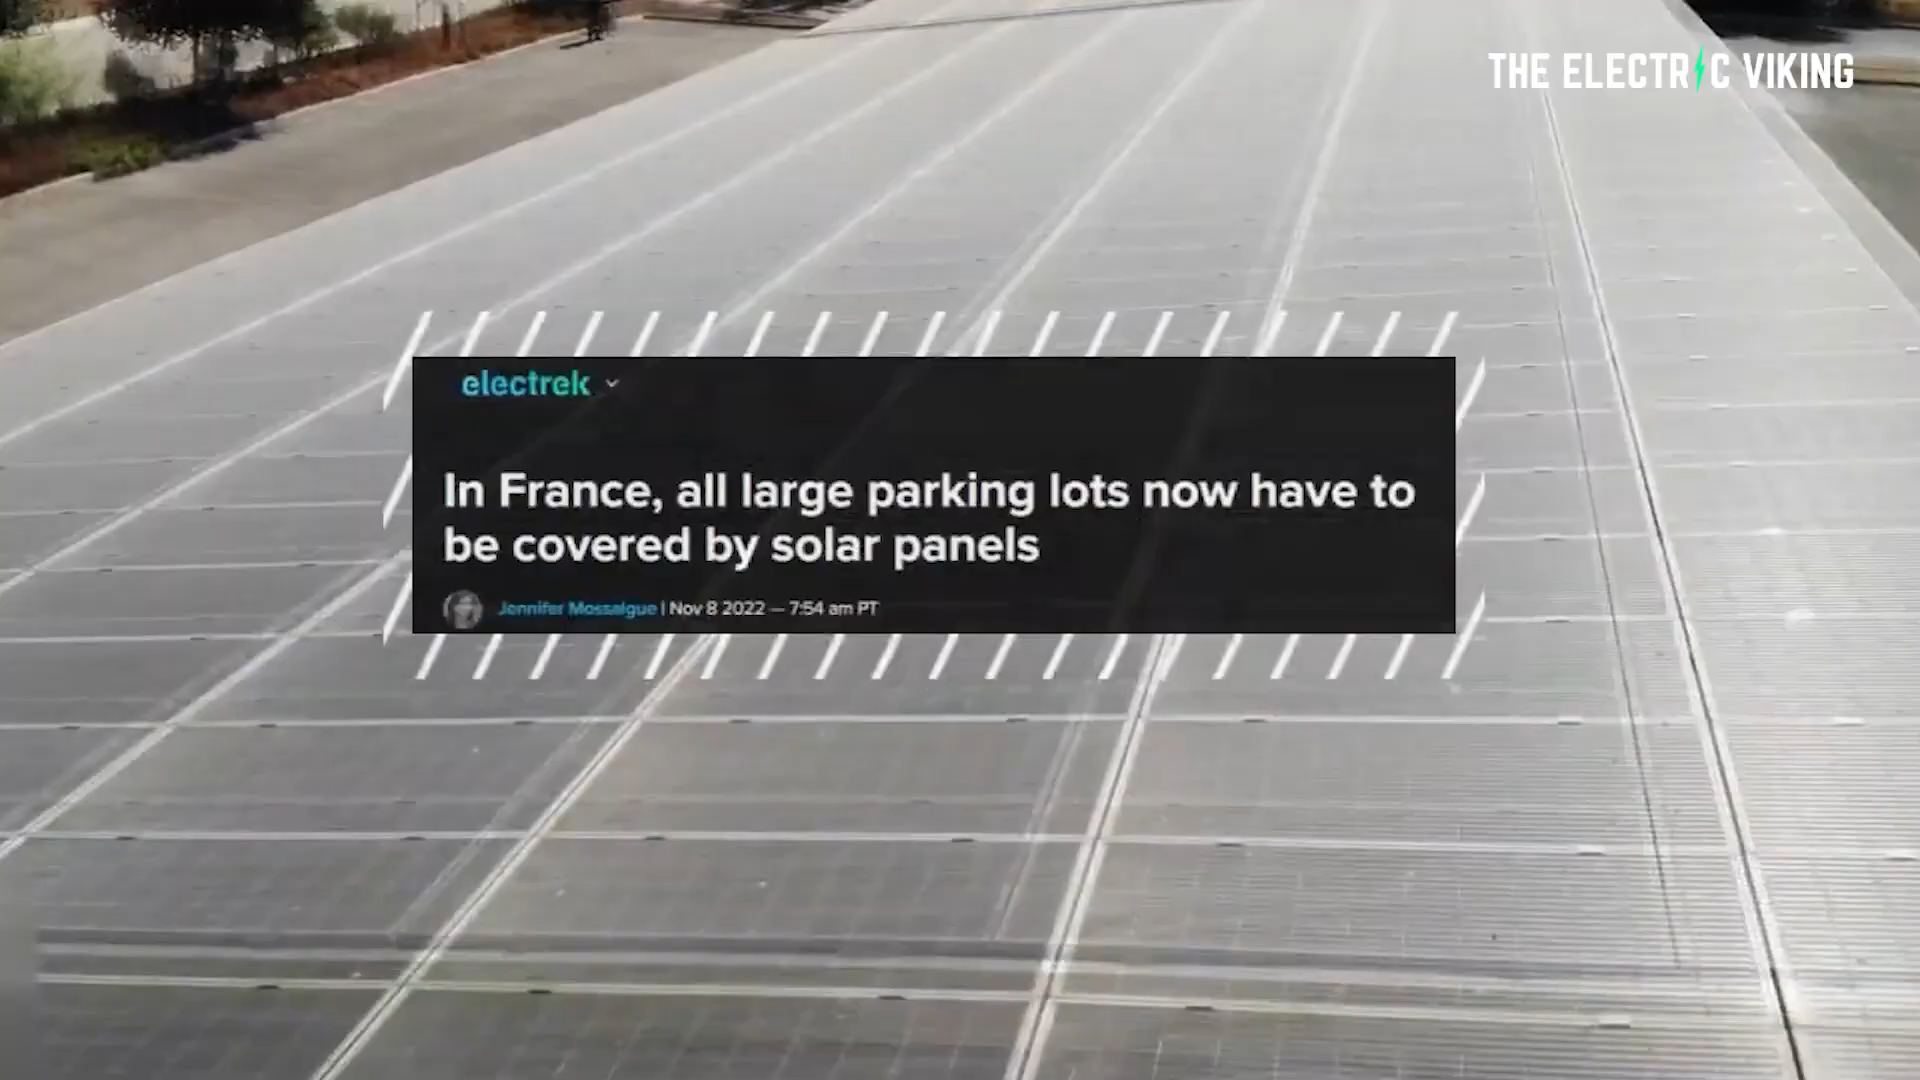 THE ELECTRIC VIKING
electrek
In France, all large parking lots now have to
be covered by solar panels
Jennifer Mossalgue | Nov 8 2022 — 7:54 am PT